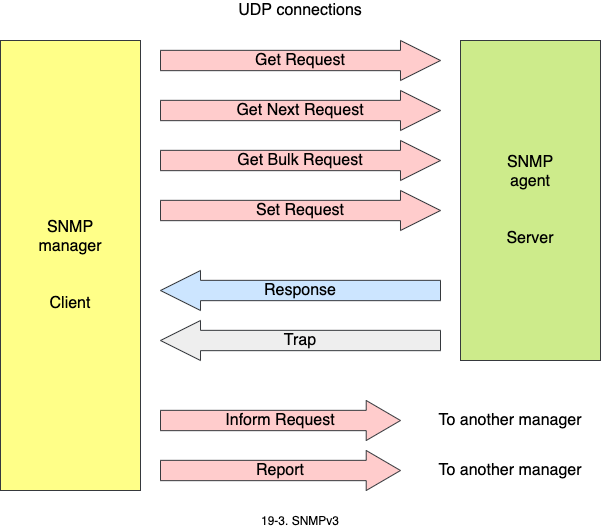 UDP connections
Get Request
Get Next Request
Get Bulk Request
Set Request
SNMP
manager
Client
SNMP
agent
Server
Response
Trap
Inform Request
To another manager
Report
To another manager
19-3. SNMPv3